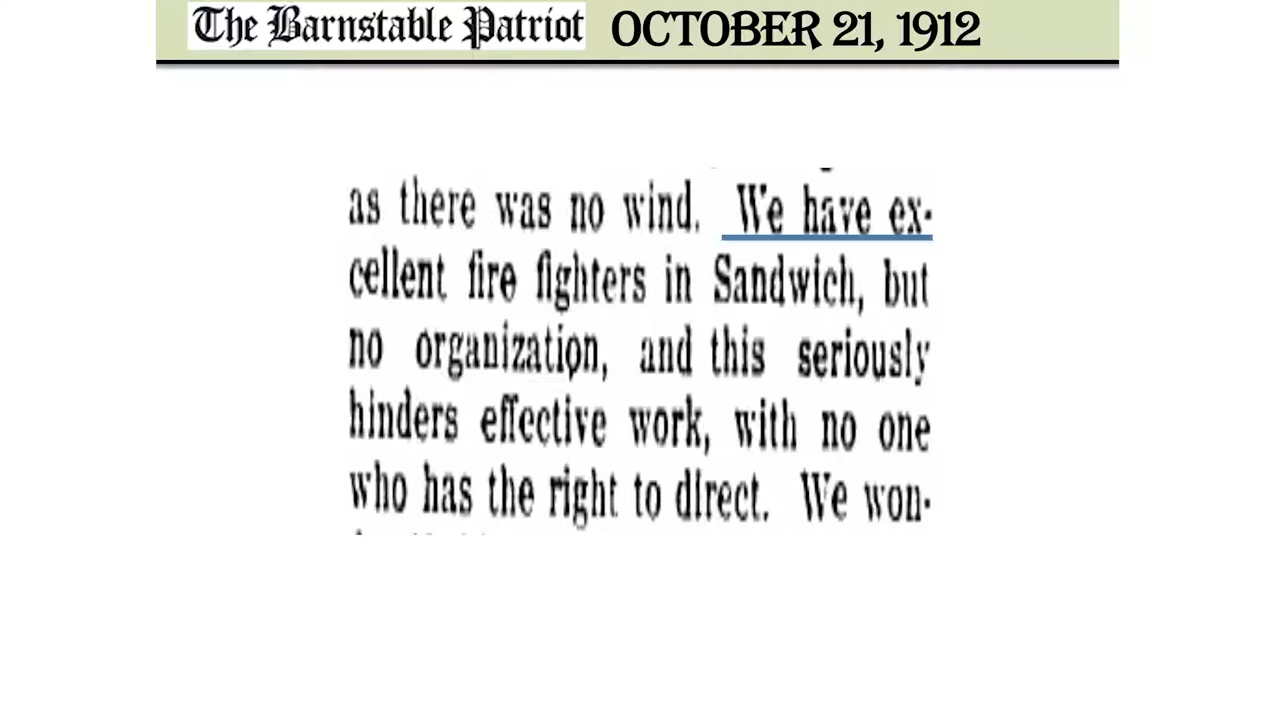 The Barnstable Patriot OCTOBER 21, 1912
as there was no wind. We have ex-
cellent fire fighters in Sandwich, but
no organization, and this seriously
hinders effective work, with no one
who has the right to direct. We won-